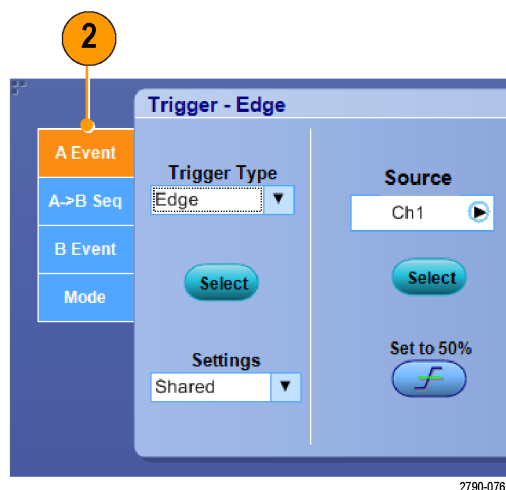 2
Trigger - Edge
A Event
A->B Seq
B Event
Mode
Trigger Type
Edge
Select
Settings
Shared
Source
Ch1
Select
Set to 50%
2790-076